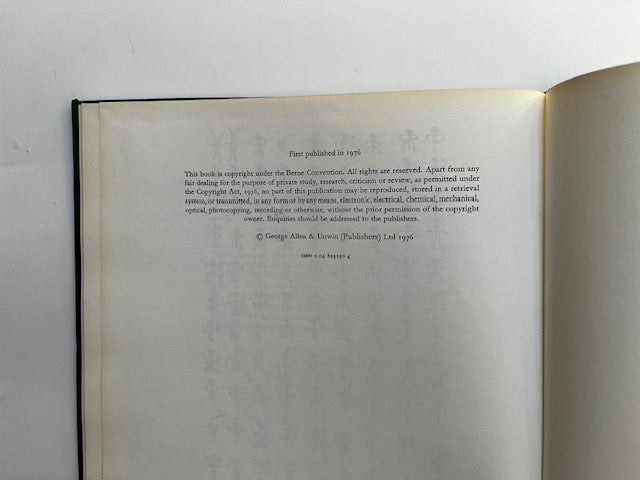 First published in 1976
This book is copyright under the Berne Convention. All rights are reserved. Apart from any
fair dealing for the purpose of private study, research, criticism or review, as permitted under
the Copyright Act, 1956, no part of this publication may be reproduced, stored in a retrieval
system, or transmitted, in any form or by any means, electronic, electrical, chemical, mechanical,
optical, photocopying, recording or otherwise, without the prior permission of the copyright
owner. Enquiries should be addressed to the publishers.
© George Allen & Unwin (Publishers) Ltd 1976
ISBN 0 04